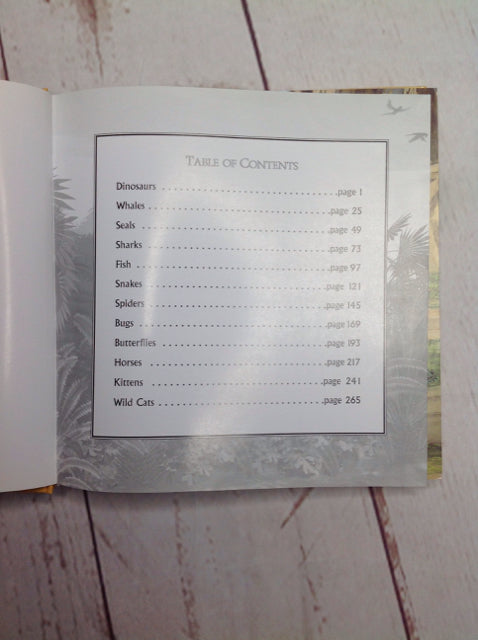 TABLE OF CONTENTS
Dinosaurs . . . . . . . . . . . . . . . . . . . . . . . . . . . . . .page 1
Whales . . . . . . . . . . . . . . . . . . . . . . . . . . . . . . .page 25
Seals . . . . . . . . . . . . . . . . . . . . . . . . . . . . . . . .page 49
Sharks . . . . . . . . . . . . . . . . . . . . . . . . . . . . . . .page 73
Fish . . . . . . . . . . . . . . . . . . . . . . . . . . . . . . . .page 97
Snakes . . . . . . . . . . . . . . . . . . . . . . . . . . . . . . .page 121
Spiders . . . . . . . . . . . . . . . . . . . . . . . . . . . . . .page 145
Bugs . . . . . . . . . . . . . . . . . . . . . . . . . . . . . . . .page 169
Butterflies . . . . . . . . . . . . . . . . . . . . . . . . . . . .page 193
Horses . . . . . . . . . . . . . . . . . . . . . . . . . . . . . . .page 217
Kittens . . . . . . . . . . . . . . . . . . . . . . . . . . . . . .page 241
Wild Cats . . . . . . . . . . . . . . . . . . . . . . . . . . . . .page 265